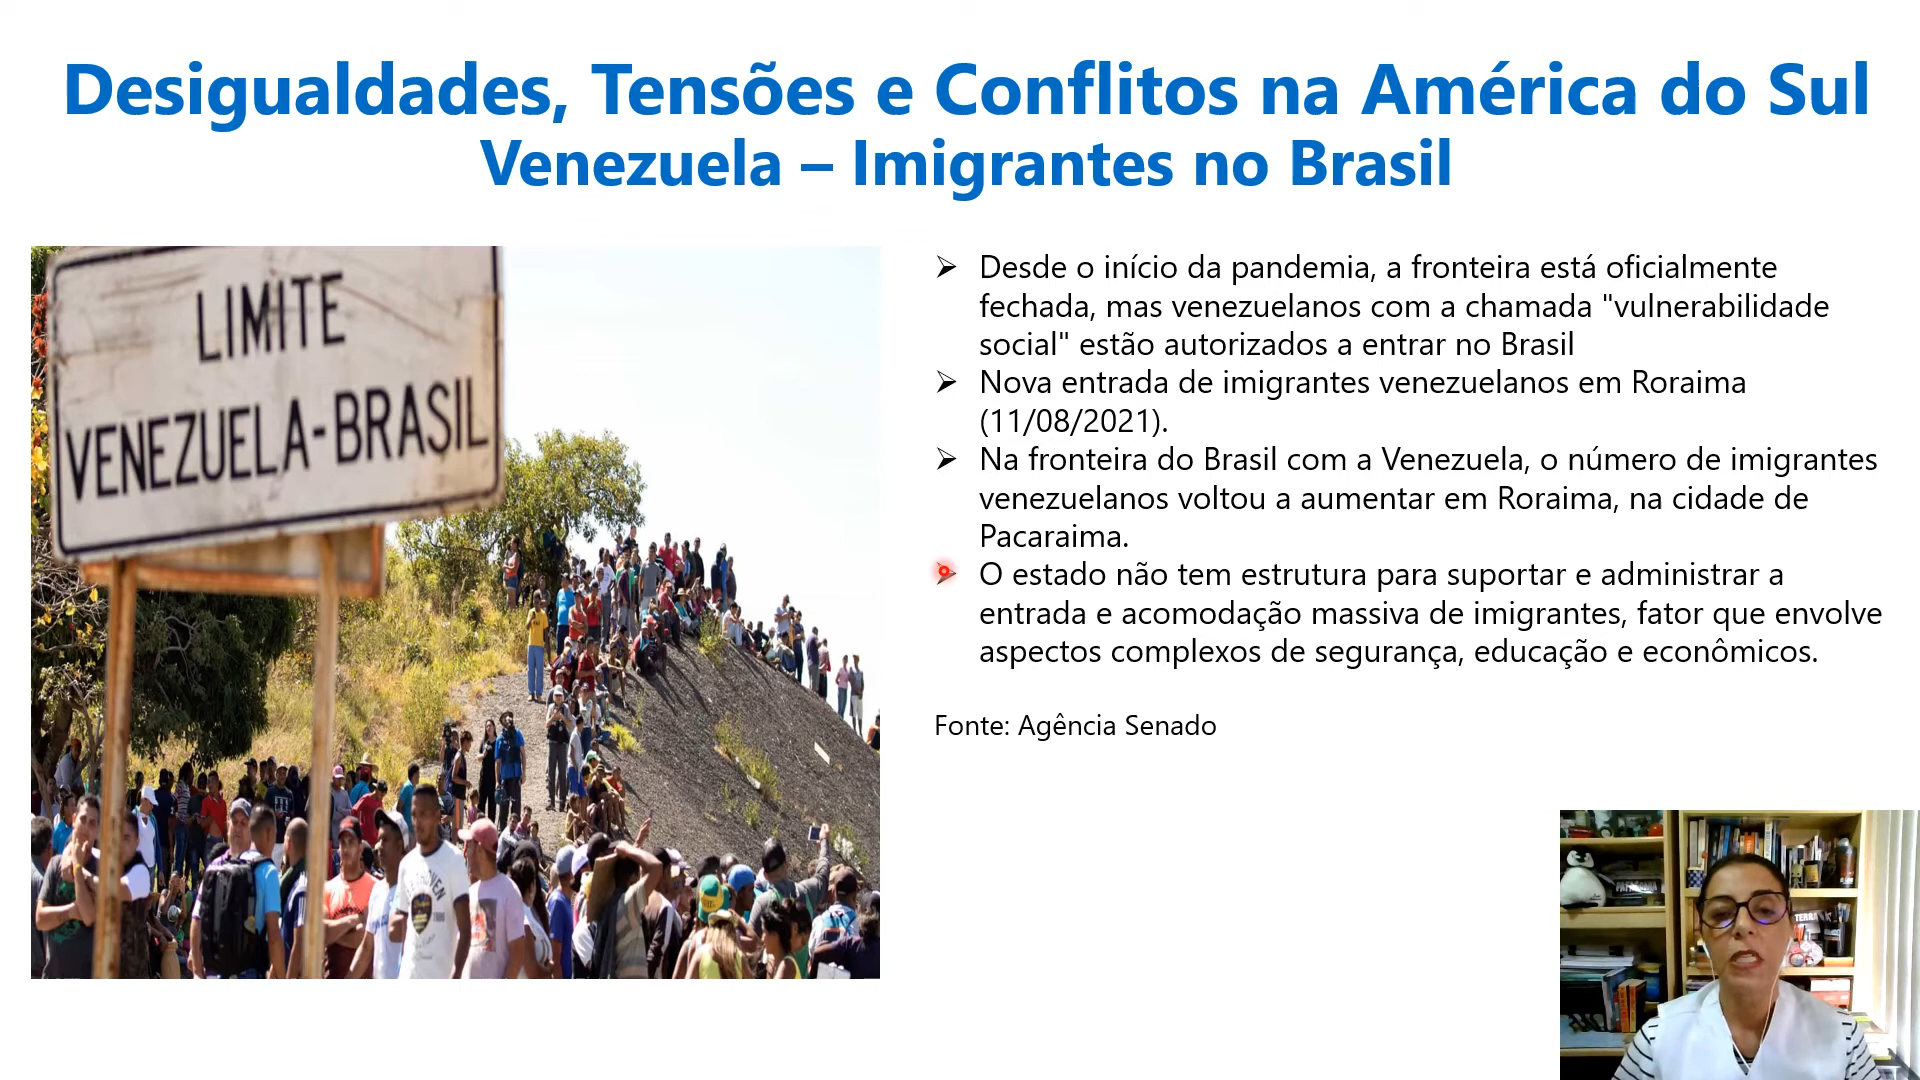 Desigualdades, Tensões e Conflitos na América do Sul
Venezuela – Imigrantes no Brasil
LIMITE
VENEZUELA-BRASIL
Desde o início da pandemia, a fronteira está oficialmente
fechada, mas venezuelanos com a chamada "vulnerabilidade
social" estão autorizados a entrar no Brasil
Nova entrada de imigrantes venezuelanos em Roraima
(11/08/2021).
Na fronteira do Brasil com a Venezuela, o número de imigrantes
venezuelanos voltou a aumentar em Roraima, na cidade de
Pacaraima.
O estado não tem estrutura para suportar e administrar a
entrada e acomodação massiva de imigrantes, fator que envolve
aspectos complexos de segurança, educação e econômicos.
Fonte: Agência Senado
TERRA